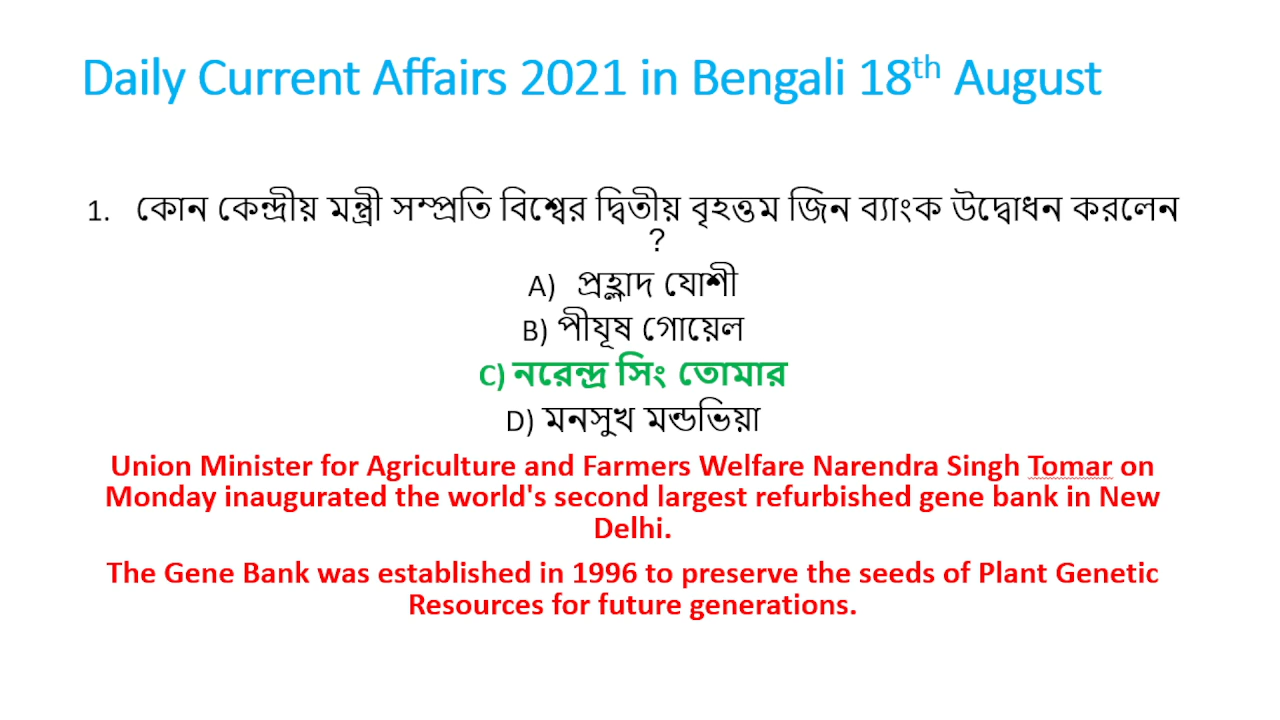 Daily Current Affairs 2021 in Bengali 18th August
1. কোন কেন্দ্রীয় মন্ত্রী সম্প্রতি বিশ্বের দ্বিতীয় বৃহত্তম জিন ব্যাংক উদ্বোধন করলেন
?
A) প্রহ্লাদ যোশী
B) পীযূষ গোয়েল
C) নরেন্দ্র সিং তোমার
D) মনসুখ মন্ডভিয়া
Union Minister for Agriculture and Farmers Welfare Narendra Singh Tomar on
Monday inaugurated the world's second largest refurbished gene bank in New
Delhi.
The Gene Bank was established in 1996 to preserve the seeds of Plant Genetic
Resources for future generations.